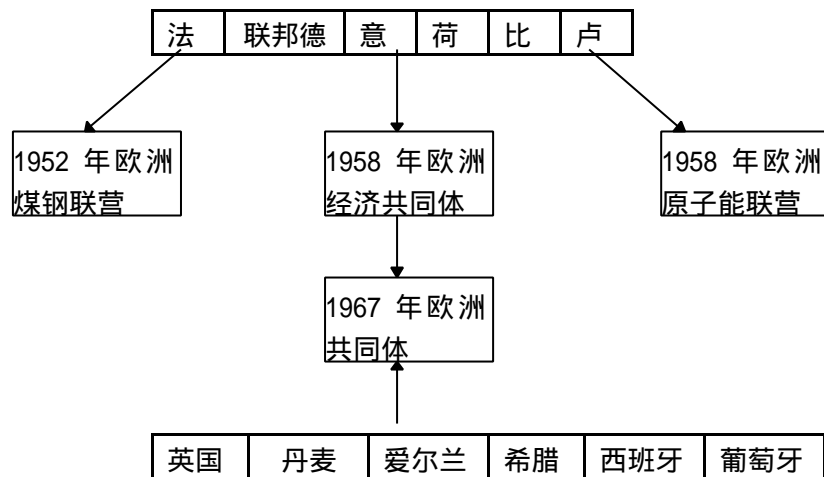 法 联邦德 意 荷 比 卢
1952 年欧洲
煤钢联营
1958 年欧洲
经济共同体
1958 年欧洲
原子能联营
1967 年欧洲
共同体
英国 丹麦 爱尔兰 希腊 西班牙 葡萄牙